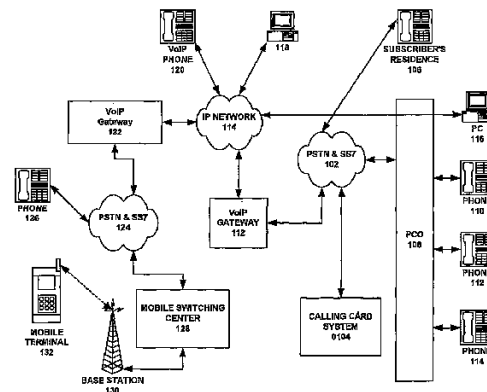 VoIP
PHONE
120
118
SUBSCRIBER'S
RESIDENCE
106
VoIP
Gateway
122
IP NETWORK
114
PC
116
PSTN & SS7
102
PHONE
126
PSTN & SS7
124
VoIP
GATEWAY
112
PCO
108
PHONE
110
PHONE
112
PHONE
114
MOBILE SWITCHING
CENTER
128
CALLING CARD
SYSTEM
0104
MOBILE
TERMINAL
132
BASE STATION
130